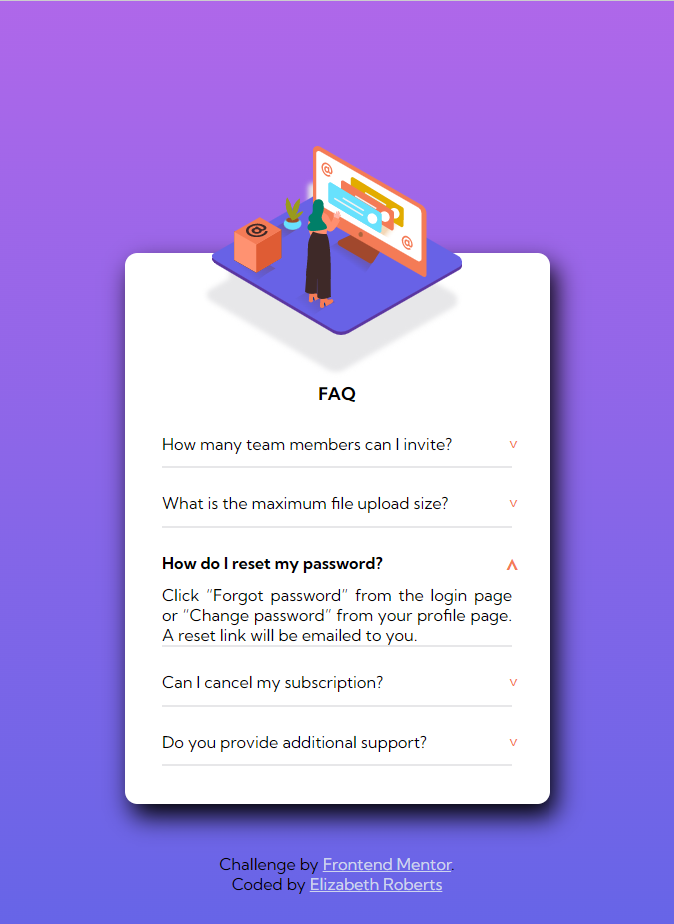 @
@
@
FAQ
How many team members can I invite? v
What is the maximum file upload size? v
How do I reset my password? ʌ
Click “Forgot password” from the login page
or “Change password” from your profile page.
A reset link will be emailed to you.
Can I cancel my subscription? v
Do you provide additional support? v
Challenge by Frontend Mentor.
Coded by Elizabeth Roberts